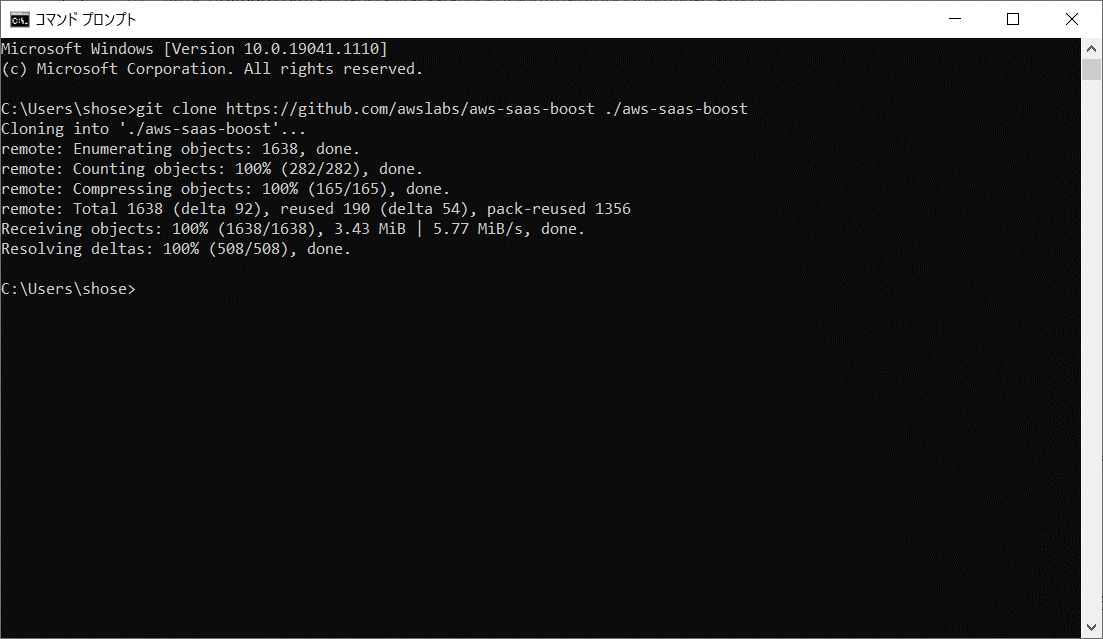 コマンド プロンプト
Microsoft Windows [Version 10.0.19041.1110]
(c) Microsoft Corporation. All rights reserved.
C:\Users\shose>git clone https://github.com/awslabs/aws-saas-boost ./aws-saas-boost
Cloning into './aws-saas-boost'...
remote: Enumerating objects: 1638, done.
remote: Counting objects: 100% (282/282), done.
remote: Compressing objects: 100% (165/165), done.
remote: Total 1638 (delta 92), reused 190 (delta 54), pack-reused 1356
Receiving objects: 100% (1638/1638), 3.43 MiB | 5.77 MiB/s, done.
Resolving deltas: 100% (508/508), done.
C:\Users\shose>